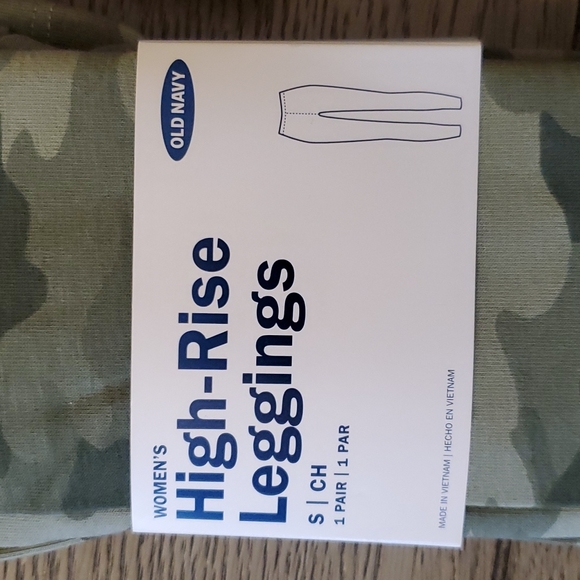 OLD NAVY
WOMEN'S
High-Rise
Leggings
S | CH
1 PAIR | 1 PAR
MADE IN VIETNAM | HECHO EN VIETNAM